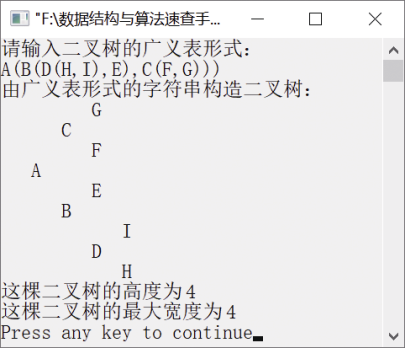 "F:\数据结构与算法速查手...
请输入二叉树的广义表形式:
A(B(D(H,I),E),C(F,G)))
由广义表形式的字符串构造二叉树:
G
C
F
A
E
B
I
D
H
这棵二叉树的高度为4
这棵二叉树的最大宽度为4
Press any key to continue